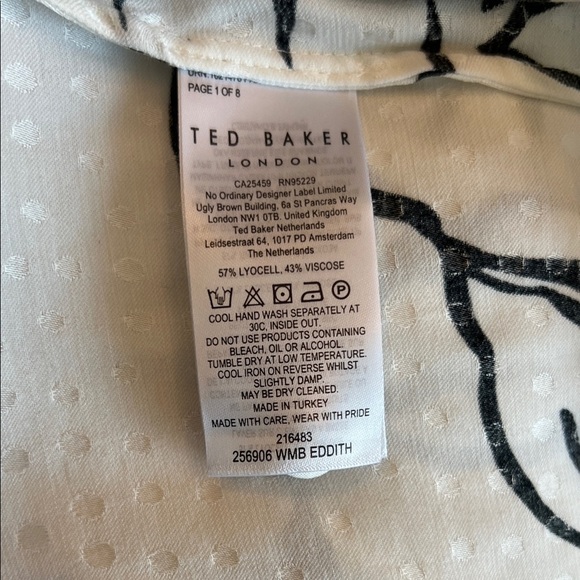 PAGE 1 OF 8
TED BAKER
LONDON
CA25459 RN95229
No Ordinary Designer Label Limited
Ugly Brown Building, 6a St Pancras Way
London NW1 0TB. United Kingdom
Ted Baker Netherlands
Leidsestraat 64, 1017 PD Amsterdam
The Netherlands
57% LYOCELL, 43% VISCOSE
P
COOL HAND WASH SEPARATELY AT
30C, INSIDE OUT.
DO NOT USE PRODUCTS CONTAINING
BLEACH, OIL OR ALCOHOL.
TUMBLE DRY AT LOW TEMPERATURE.
COOL IRON ON REVERSE WHILST
SLIGHTLY DAMP.
MAY BE DRY CLEANED.
MADE IN TURKEY
MADE WITH CARE, WEAR WITH PRIDE
216483
256906 WMB EDDITH